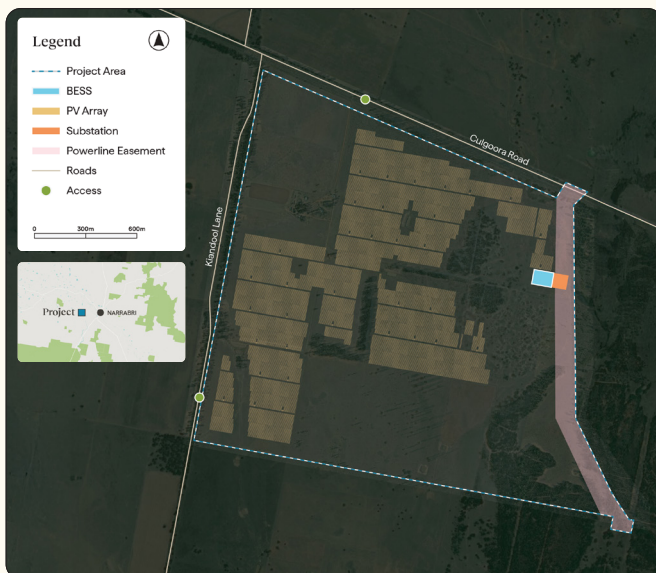 Legend
Project Area
BESS
PV Array
Substation
Powerline Easement
Roads
Access
0 300m 600m
Culgoora Road
Kiandool Lane
Project
NARRABRI